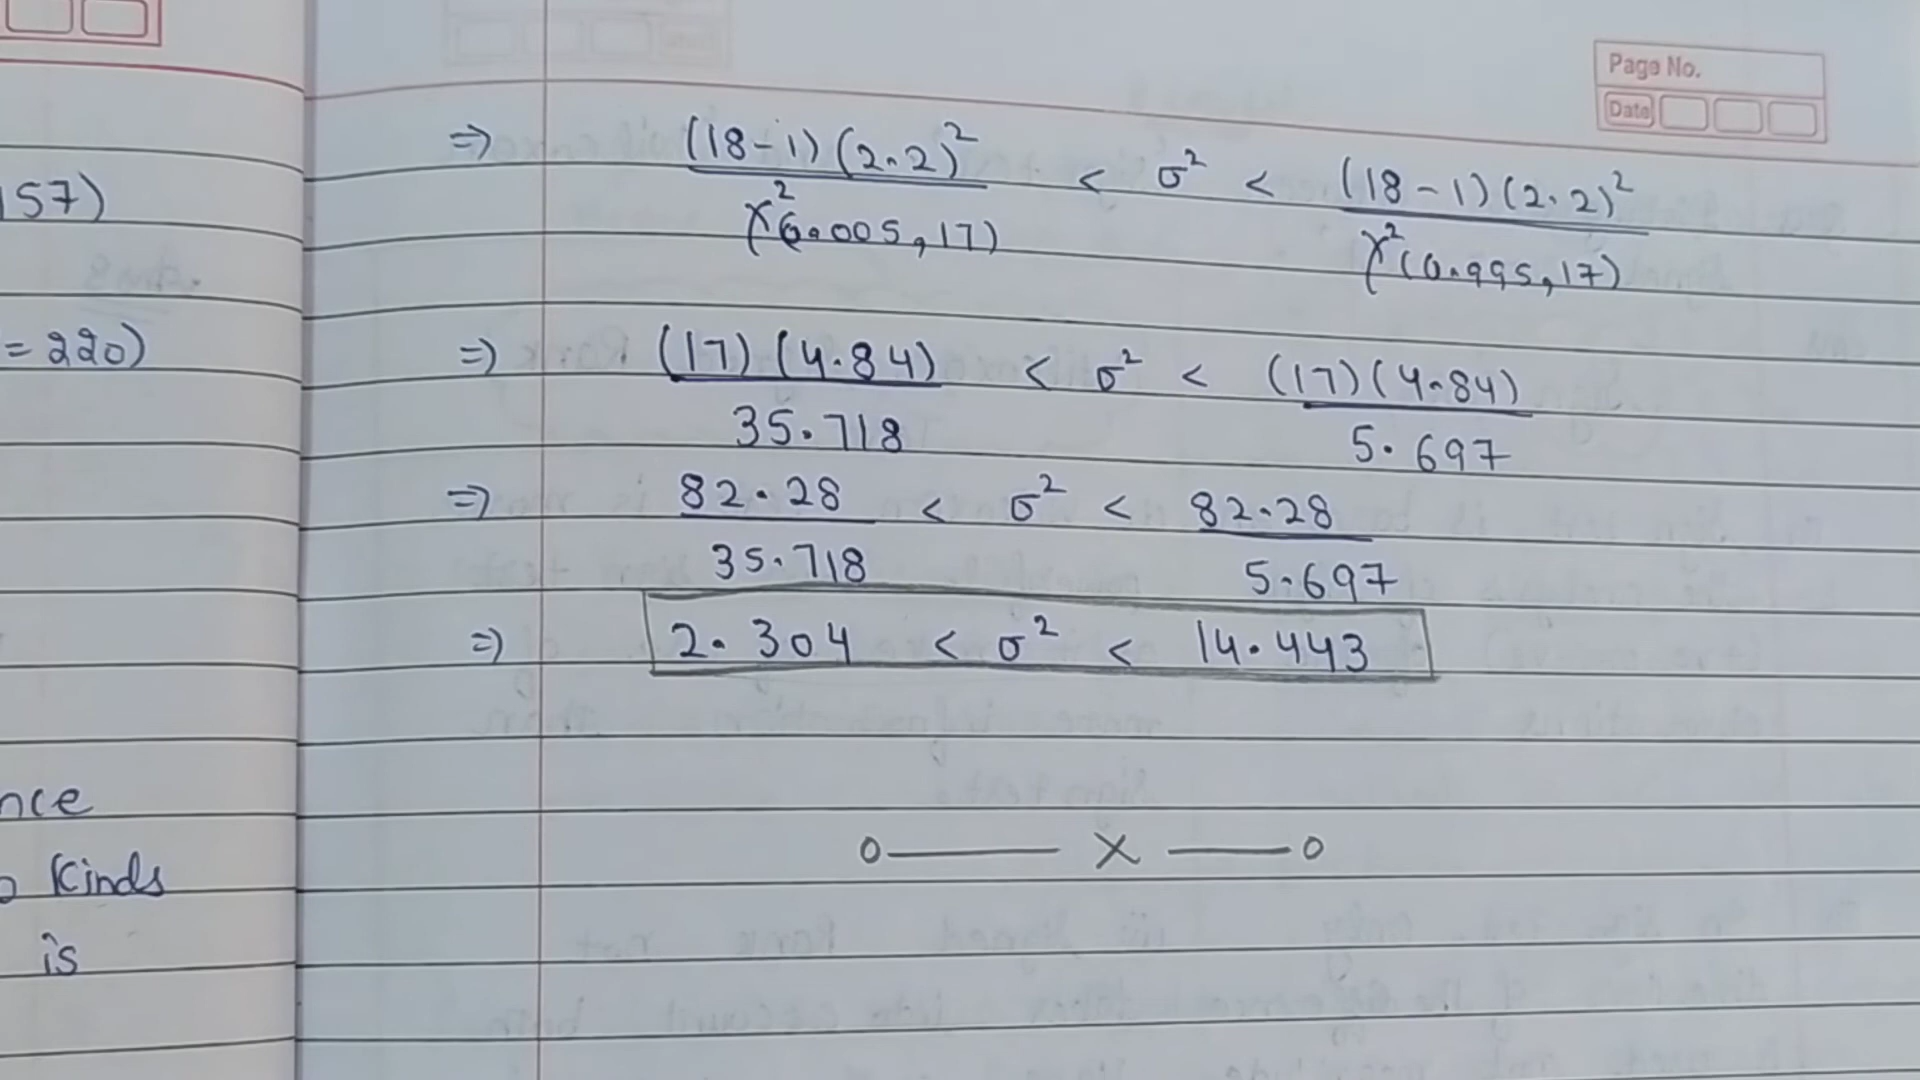 157)
= 220)
nce
Kinds
is
Page No.
Date
⇒ (18-1)(2.2)² / χ²(0.005,17) < σ² < (18-1)(2.2)² / χ²(0.995,17)
⇒ (17)(4.84) / 35.718 < σ² < (17)(4.84) / 5.697
⇒ 82.28 / 35.718 < σ² < 82.28 / 5.697
⇒ 2.304 < σ² < 14.443